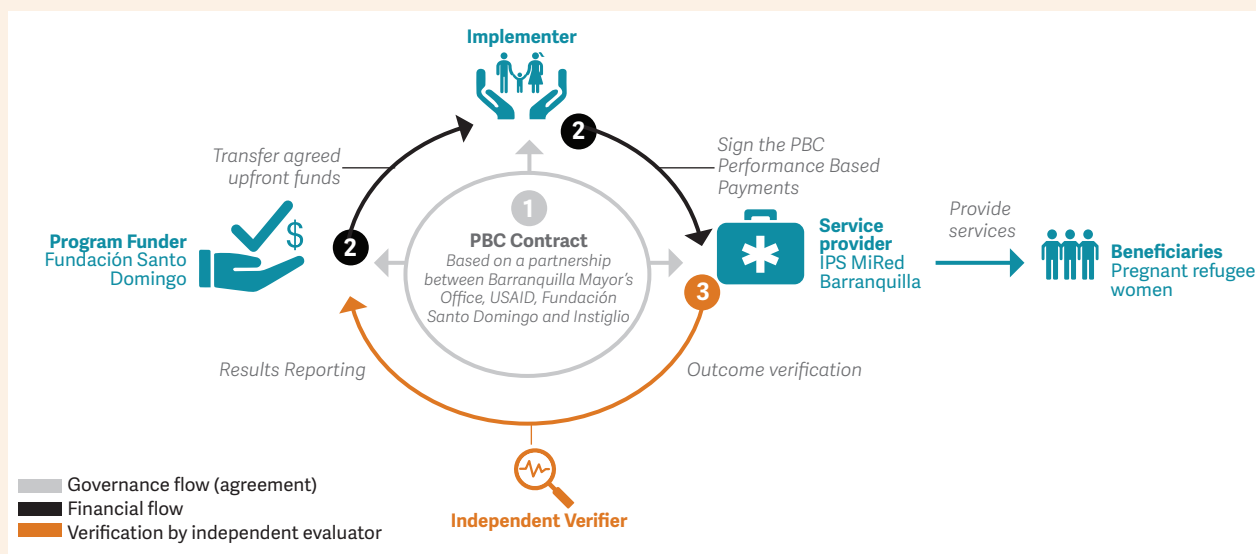 Implementer
2
Transfer agreed
upfront funds
Sign the PBC
Performance Based
Payments
1
PBC Contract
Based on a partnership
between Barranquilla Mayor's
Office, USAID, Fundación
Santo Domingo and Instiglio
Program Funder
Fundación Santo
Domingo
$
2
Service
provider
IPS MiRed
Barranquilla
Provide
services
Beneficiaries
Pregnant refugee
women
3
Results Reporting
Outcome verification
Independent Verifier
Governance flow (agreement)
Financial flow
Verification by independent evaluator